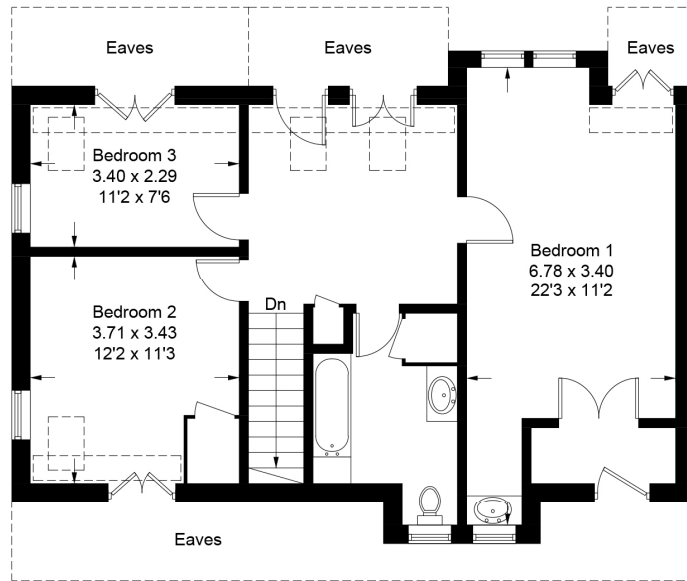 Eaves
Eaves
Eaves
Bedroom 3
3.40 x 2.29
11'2 x 7'6
Bedroom 1
6.78 x 3.40
22'3 x 11'2
Dn
Bedroom 2
3.71 x 3.43
12'2 x 11'3
Eaves